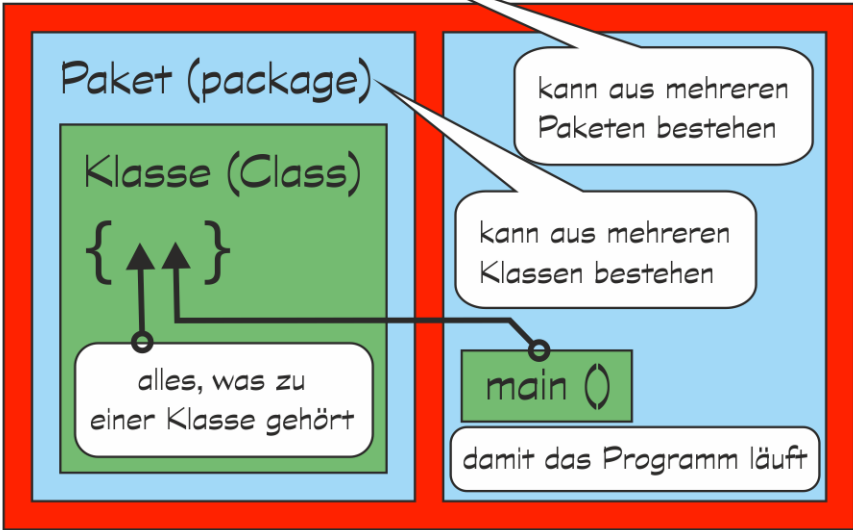 Paket (package)
kann aus mehreren
Paketen bestehen
Klasse (Class)
{ }
kann aus mehreren
Klassen bestehen
alles, was zu
einer Klasse gehört
main ()
damit das Programm läuft